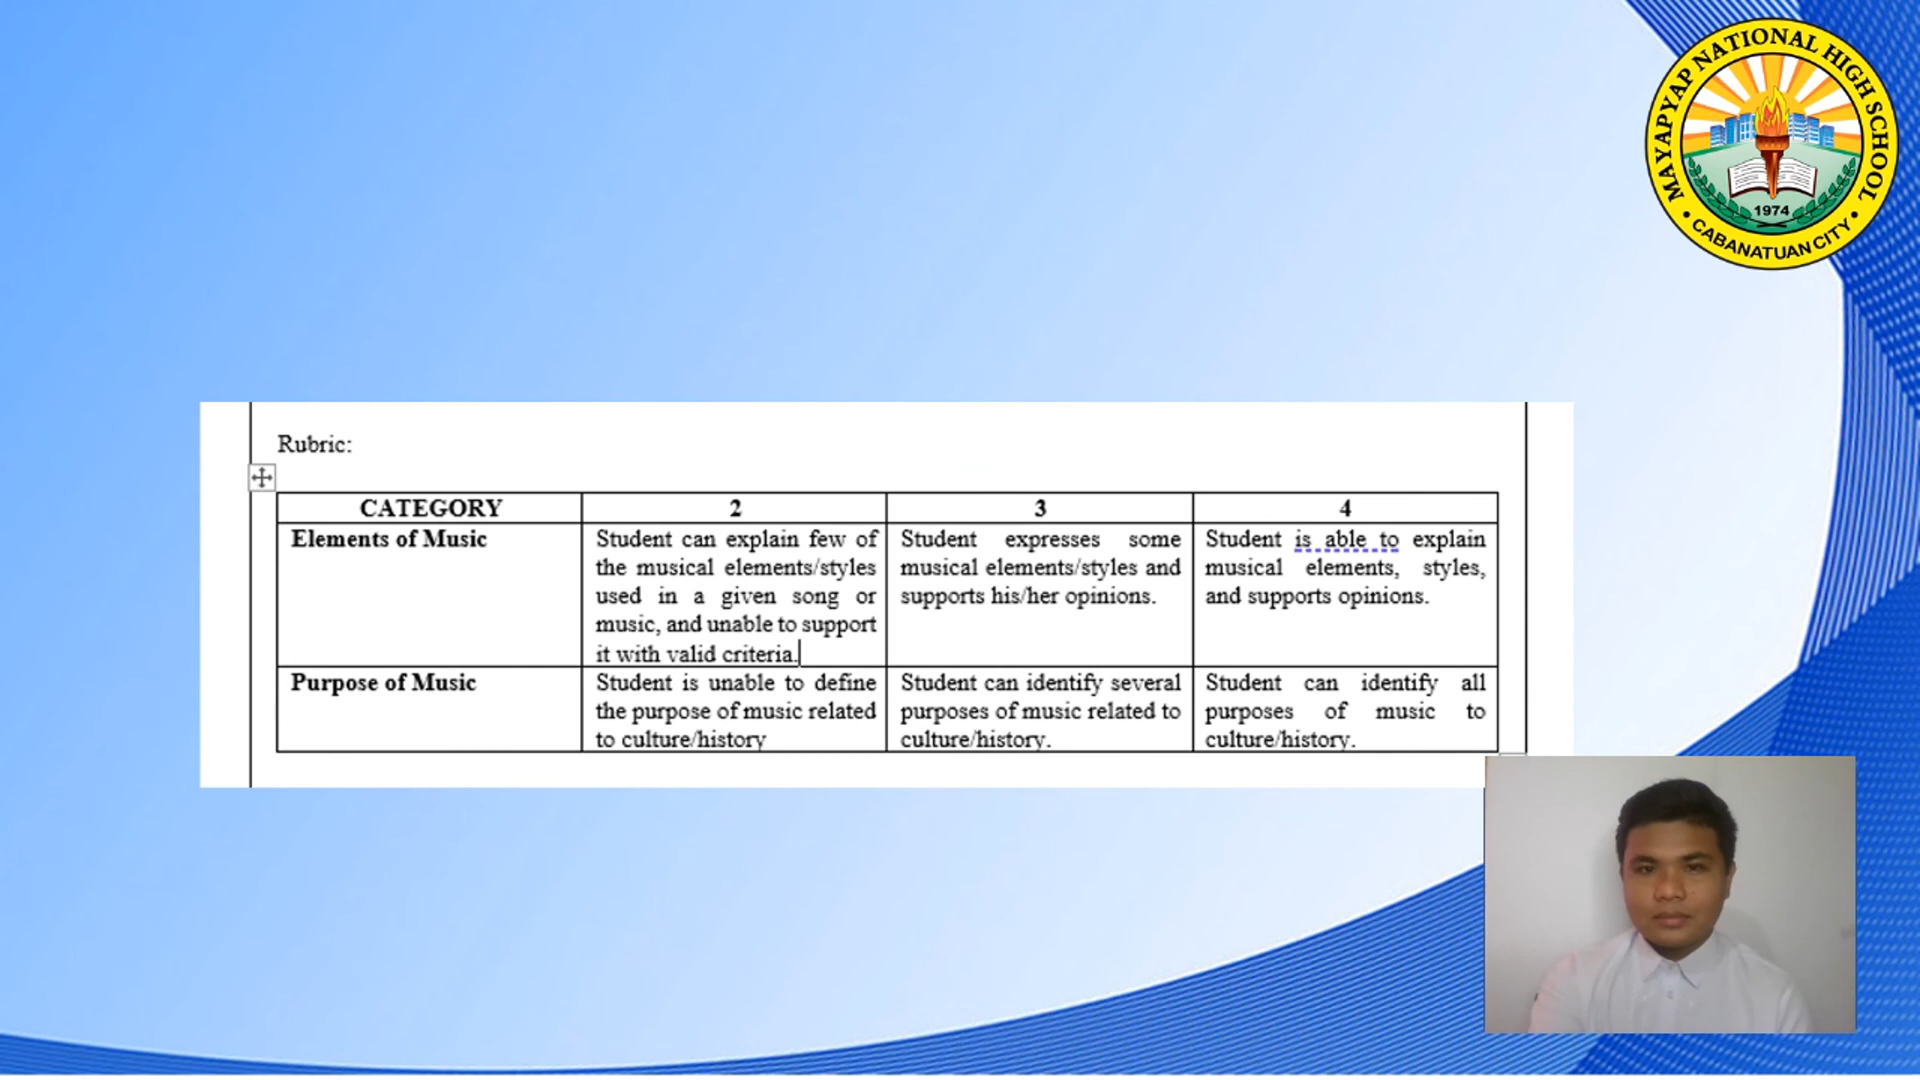 MAYAPYAP NATIONAL HIGH SCHOOL
1974
CABANATUAN CITY
Rubric:
CATEGORY
2
3
4
Elements of Music
Student can explain few of
the musical elements/styles
used in a given song or
music, and unable to support
it with valid criteria.
Student expresses some
musical elements/styles and
supports his/her opinions.
Student is able to explain
musical elements, styles,
and supports opinions.
Purpose of Music
Student is unable to define
the purpose of music related
to culture/history
Student can identify several
purposes of music related to
culture/history.
Student can identify all
purposes of music to
culture/history.